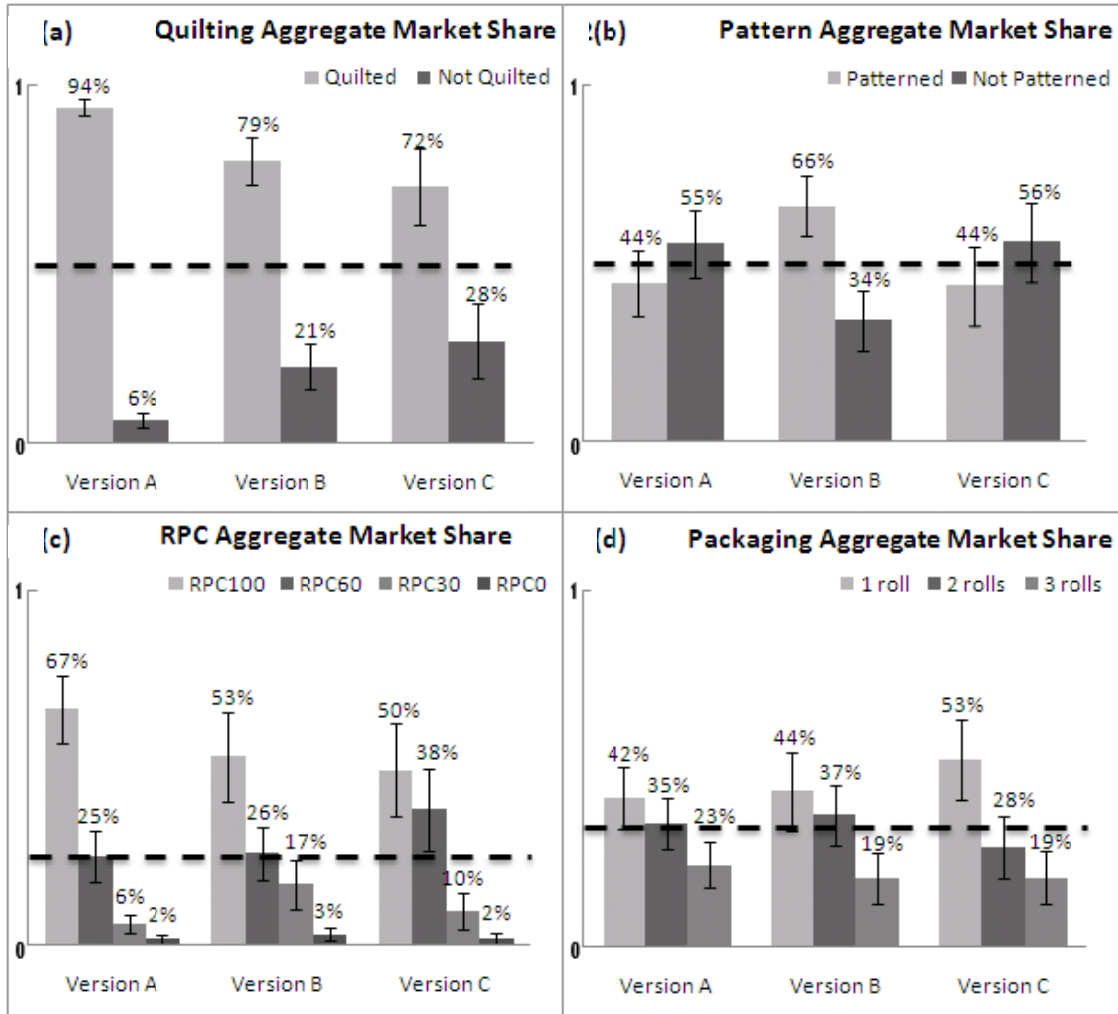 (a) Quilting Aggregate Market Share
Quilted Not Quilted
1
94%
79%
72%
28%
21%
6%
0
Version A Version B Version C
2(b) Pattern Aggregate Market Share
Patterned Not Patterned
1
66%
55% 56%
44% 44%
34%
0
Version A Version B Version C
(c) RPC Aggregate Market Share
RPC100 RPC60 RPC30 RPC0
1
67%
53% 50%
38%
25% 26%
17%
10%
6% 2% 3% 2%
0
Version A Version B Version C
(d) Packaging Aggregate Market Share
1 roll 2 rolls 3 rolls
1
53%
42% 44%
35% 37%
28%
23%
19% 19%
0
Version A Version B Version C